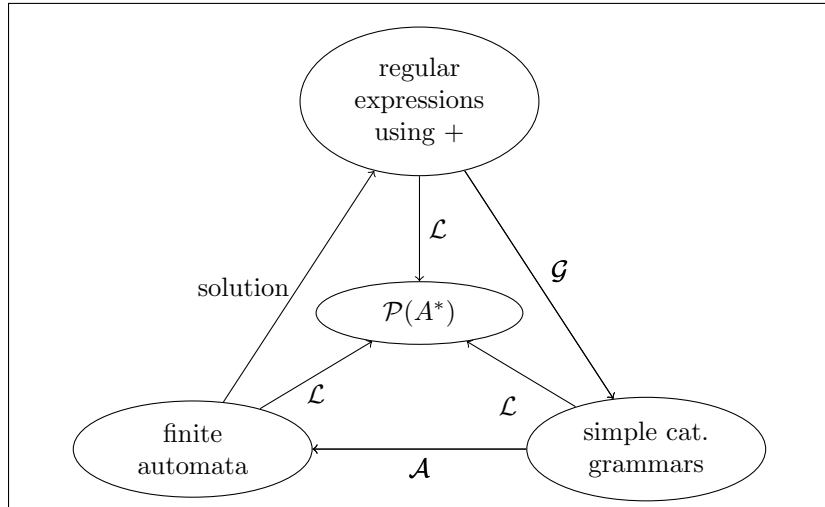 regular
expressions
using +
ℒ
𝒢
solution
𝒫(A*)
ℒ
ℒ
finite
automata
simple cat.
grammars
𝒜